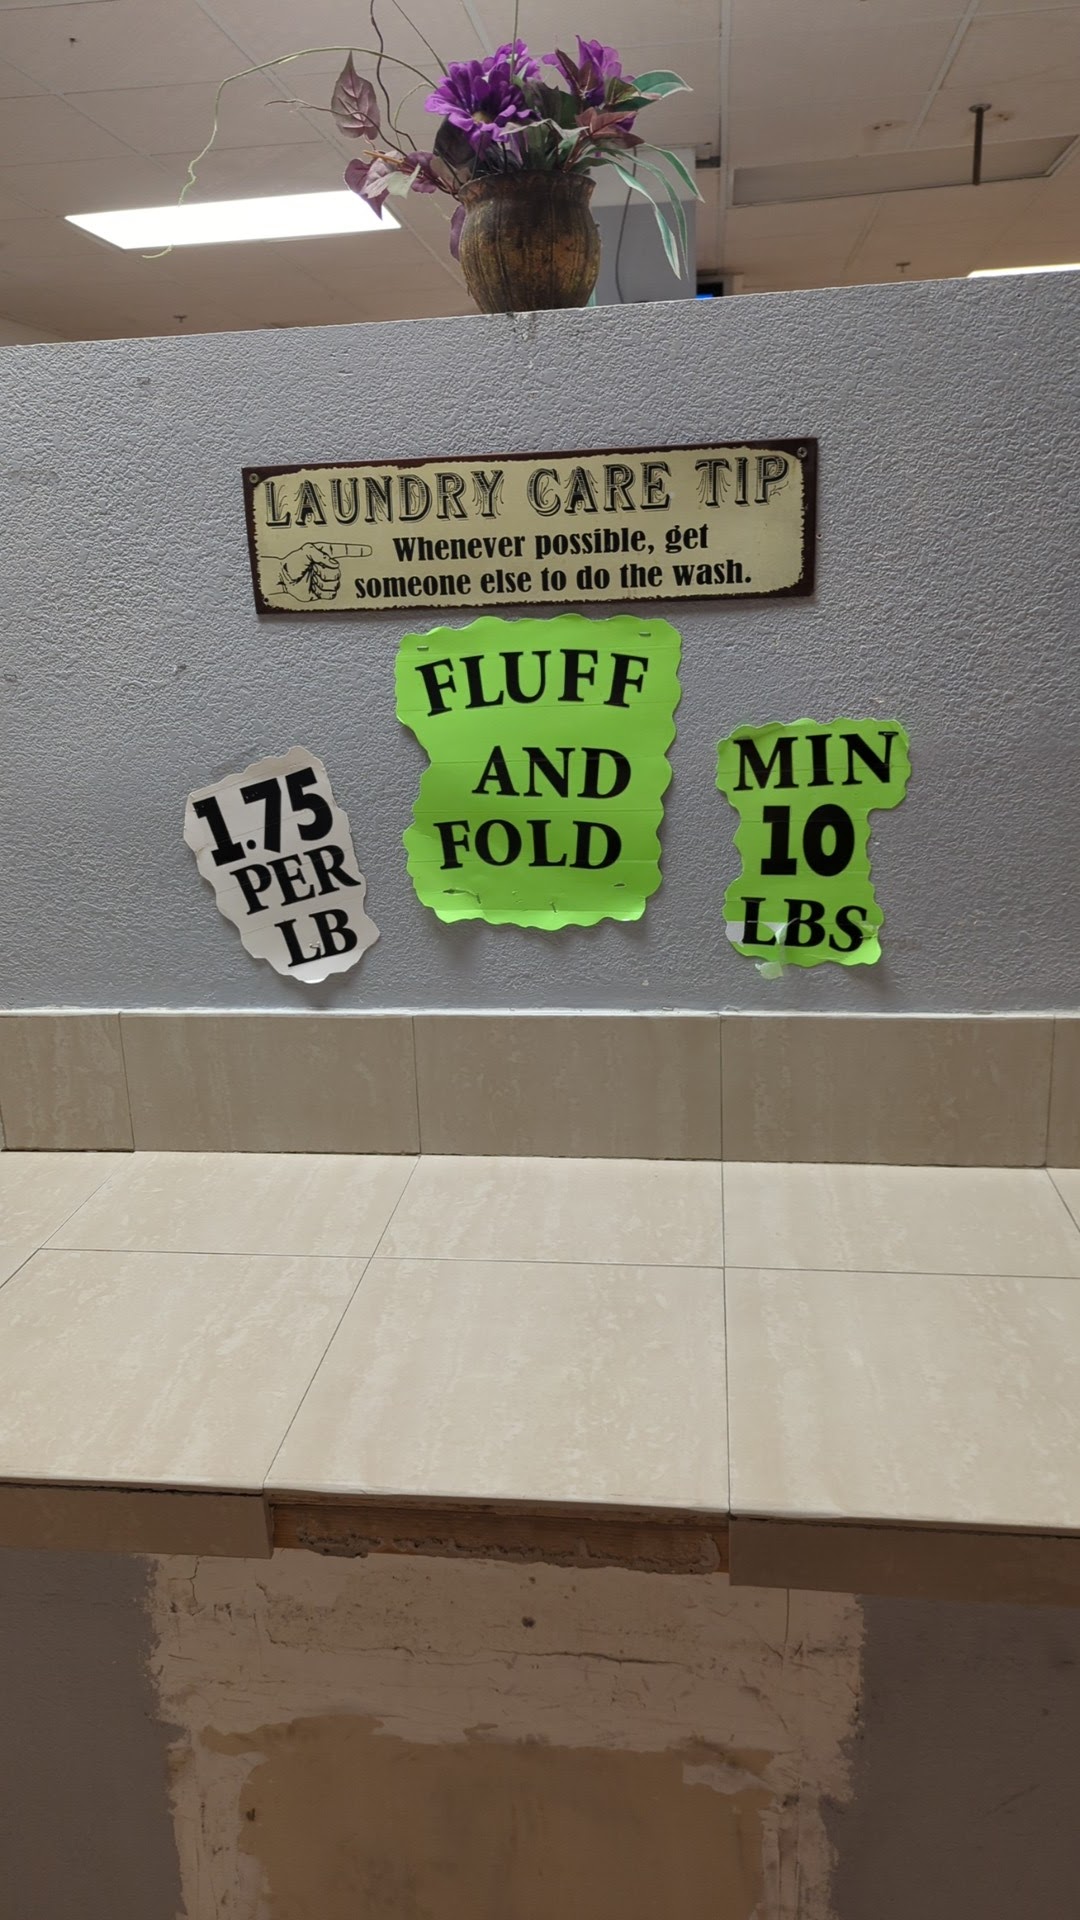 LAUNDRY CARE TIP
Whenever possible, get
someone else to do the wash.
FLUFF
AND
FOLD
1.75
PER
LB
MIN
10
LBS